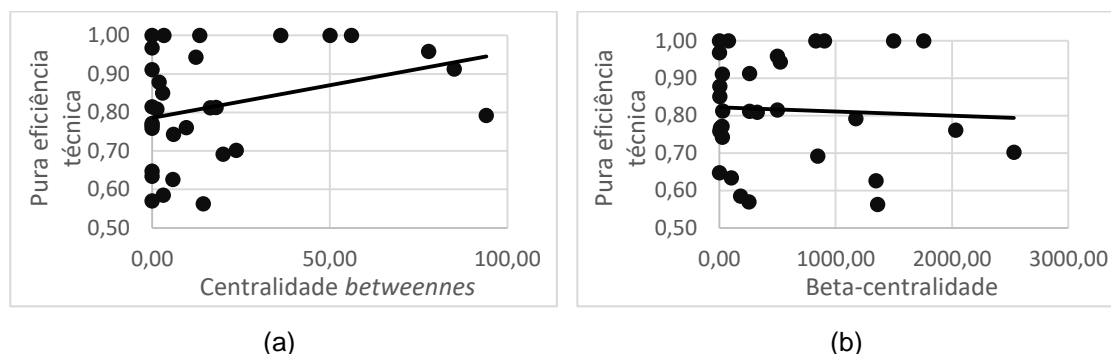 Pura eficiência
técnica
1,00
0,90
0,80
0,70
0,60
0,50
0,00
50,00
100,00
Centralidade betweennes
(a)
Pura eficiência
técnica
1,00
0,90
0,80
0,70
0,60
0,50
0,00
1000,00
2000,00
3000,00
Beta-centralidade
(b)